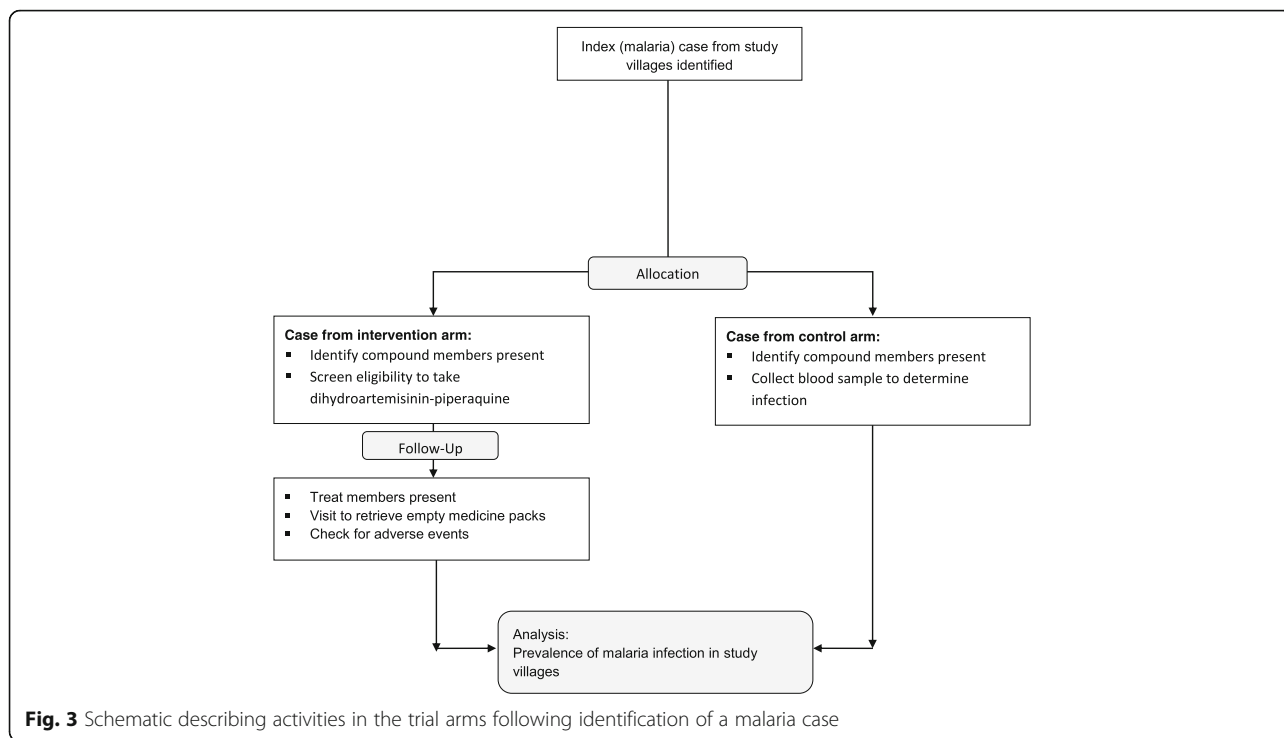 Index (malaria) case from study
villages identified
Allocation
Case from intervention arm:
▪ Identify compound members present
▪ Screen eligibility to take
dihydroartemisinin-piperaquine
Case from control arm:
▪ Identify compound members present
▪ Collect blood sample to determine
infection
Follow-Up
▪ Treat members present
▪ Visit to retrieve empty medicine packs
▪ Check for adverse events
Analysis:
Prevalence of malaria infection in study
villages
Fig. 3 Schematic describing activities in the trial arms following identification of a malaria case